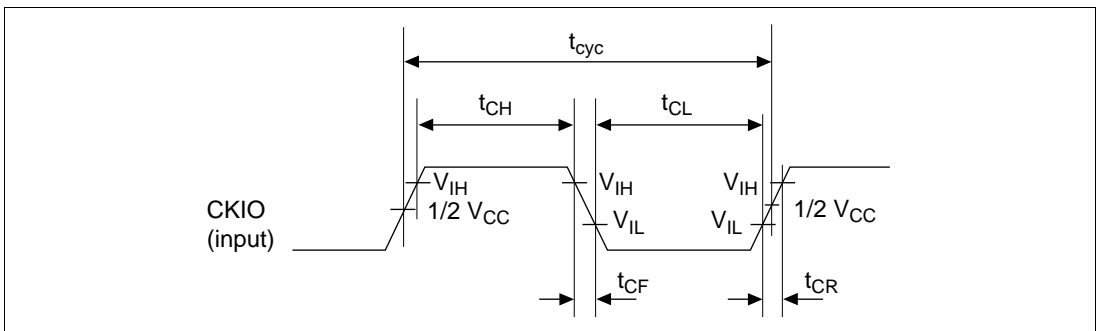 tcyc
tCH
tCL
VIH
VIH
VIH
CKIO
(input)
1/2 VCC
VIL
VIL
1/2 VCC
tCF
tCR